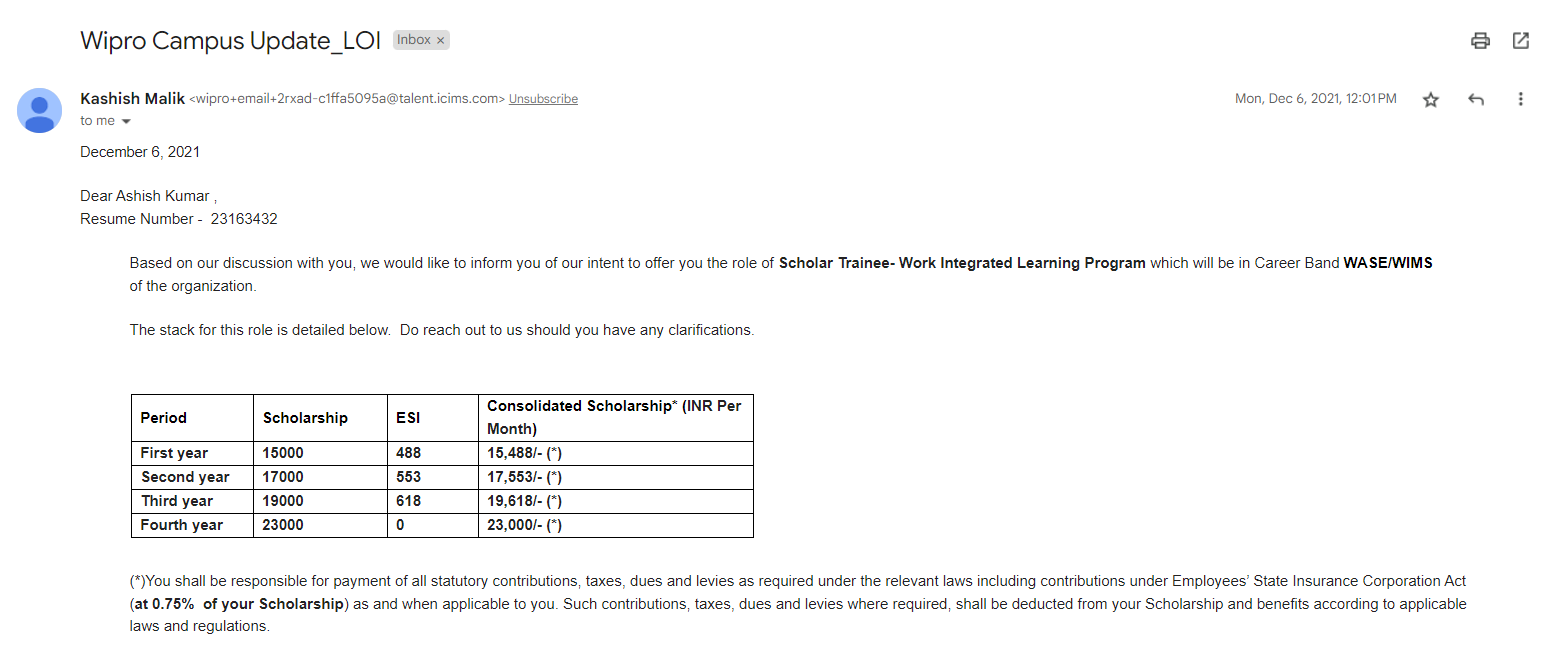 Wipro Campus Update_LOI Inbox ×
Kashish Malik <wipro+email+2rxad-c1ffa5095a@talent.icims.com> Unsubscribe Mon, Dec 6, 2021, 12:01 PM
to me
December 6, 2021
Dear Ashish Kumar ,
Resume Number - 23163432
Based on our discussion with you, we would like to inform you of our intent to offer you the role of Scholar Trainee- Work Integrated Learning Program which will be in Career Band WASE/WIMS
of the organization.
The stack for this role is detailed below. Do reach out to us should you have any clarifications.
Period Scholarship ESI Consolidated Scholarship* (INR Per
Month)
First year 15000 488 15,488/- (*)
Second year 17000 553 17,553/- (*)
Third year 19000 618 19,618/- (*)
Fourth year 23000 0 23,000/- (*)
(*)You shall be responsible for payment of all statutory contributions, taxes, dues and levies as required under the relevant laws including contributions under Employees' State Insurance Corporation Act
(at 0.75% of your Scholarship) as and when applicable to you. Such contributions, taxes, dues and levies where required, shall be deducted from your Scholarship and benefits according to applicable
laws and regulations.